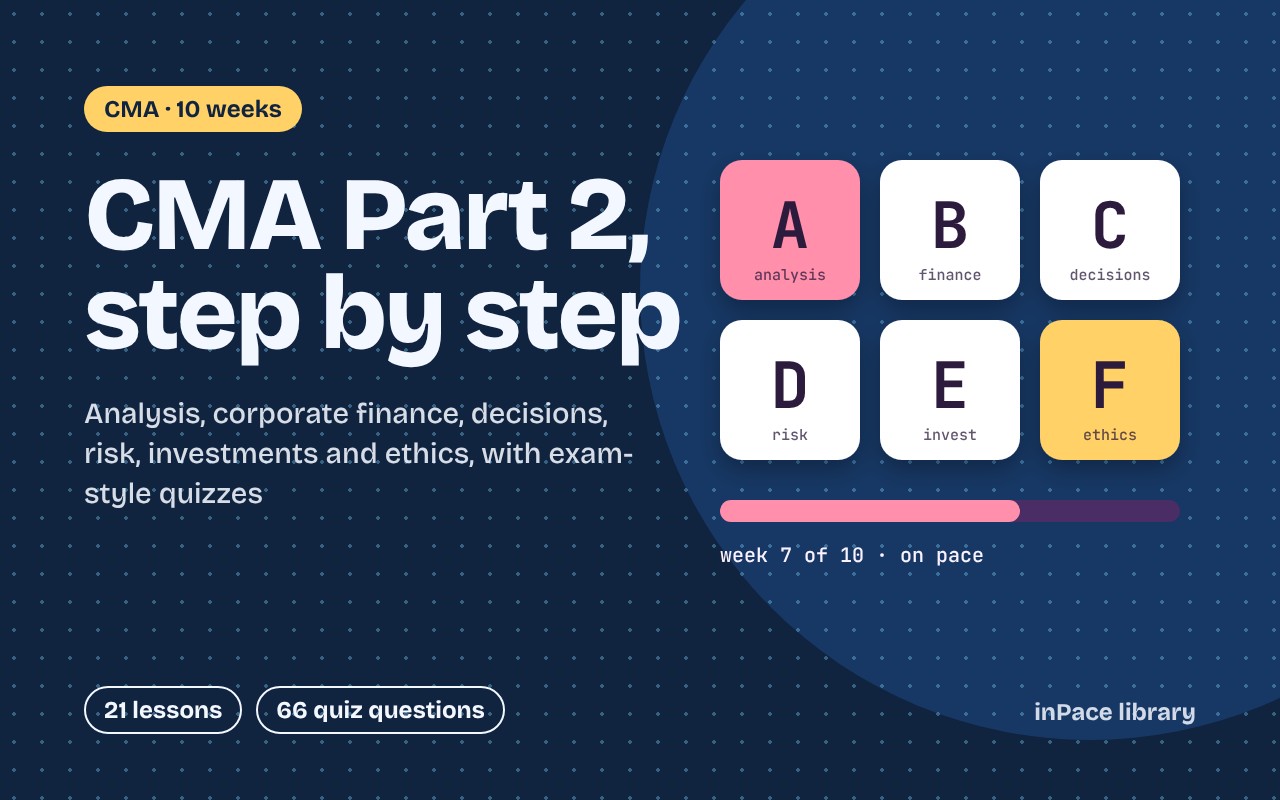 CMA · 10 weeks
CMA Part 2,
step by step
Analysis, corporate finance, decisions,
risk, investments and ethics, with exam-
style quizzes
21 lessons
66 quiz questions
A
analysis
B
finance
C
decisions
D
risk
E
invest
F
ethics
week 7 of 10 · on pace
inPace library